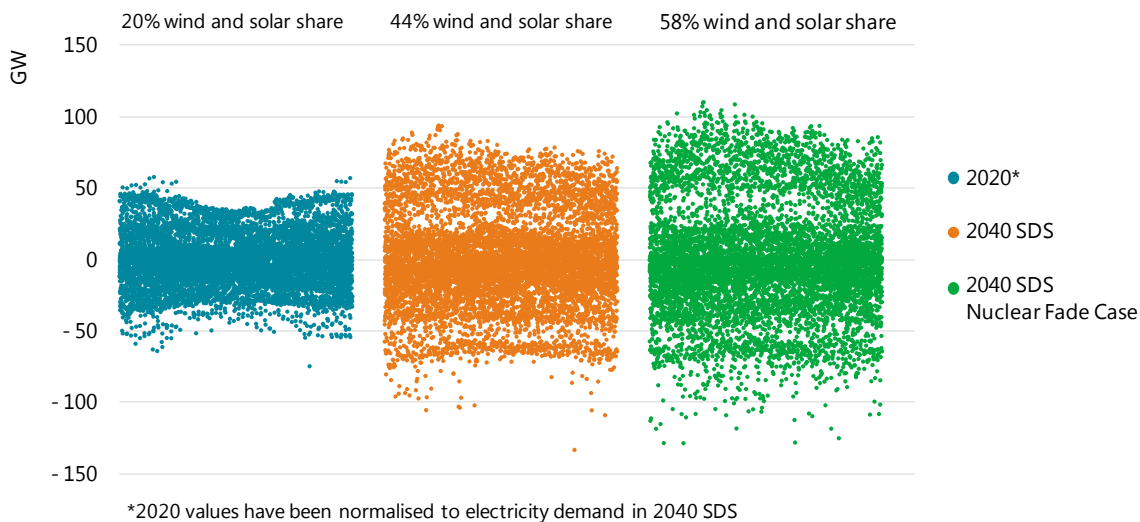 20% wind and solar share
44% wind and solar share
58% wind and solar share
GW
150
100
50
0
- 50
- 100
- 150
2020*
2040 SDS
2040 SDS
Nuclear Fade Case
*2020 values have been normalised to electricity demand in 2040 SDS